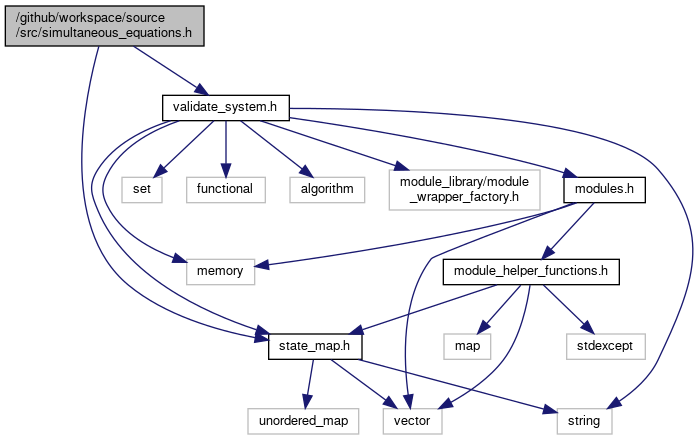 /github/workspace/source
/src/simultaneous_equations.h
validate_system.h
set
functional
algorithm
module_library/module
_wrapper_factory.h
modules.h
memory
module_helper_functions.h
state_map.h
map
stdexcept
unordered_map
vector
string